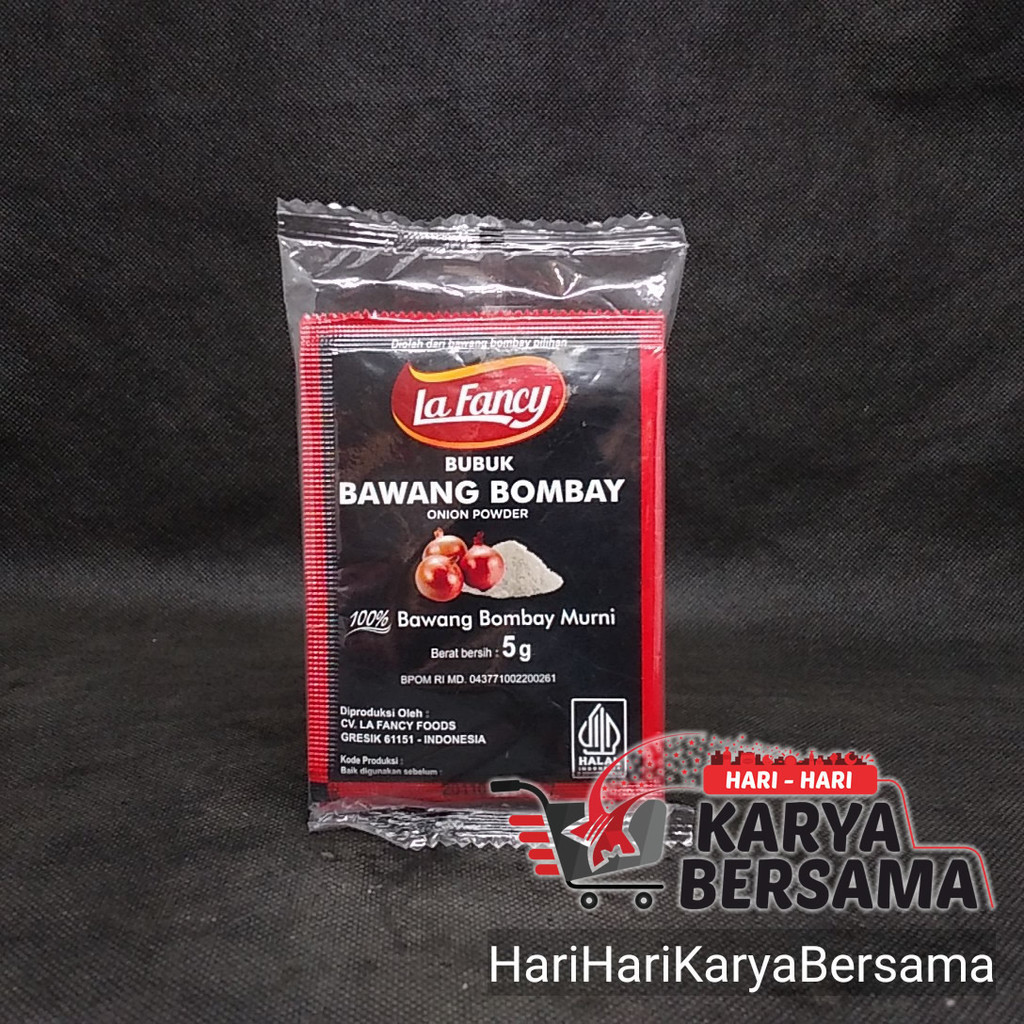 Diolah dari bawang bombay pilihan
La Fancy
BUBUK
BAWANG BOMBAY
ONION POWDER
100% Bawang Bombay Murni
Berat bersih : 5 g
BPOM RI MD. 043771002200261
Diproduksi Oleh :
CV. LA FANCY FOODS
GRESIK 61151 - INDONESIA
Kode Produksi :
Baik digunakan sebelum :
HALAL
INDONESIA
HARI - HARI
KARYA
BERSAMA
HariHariKaryaBersama